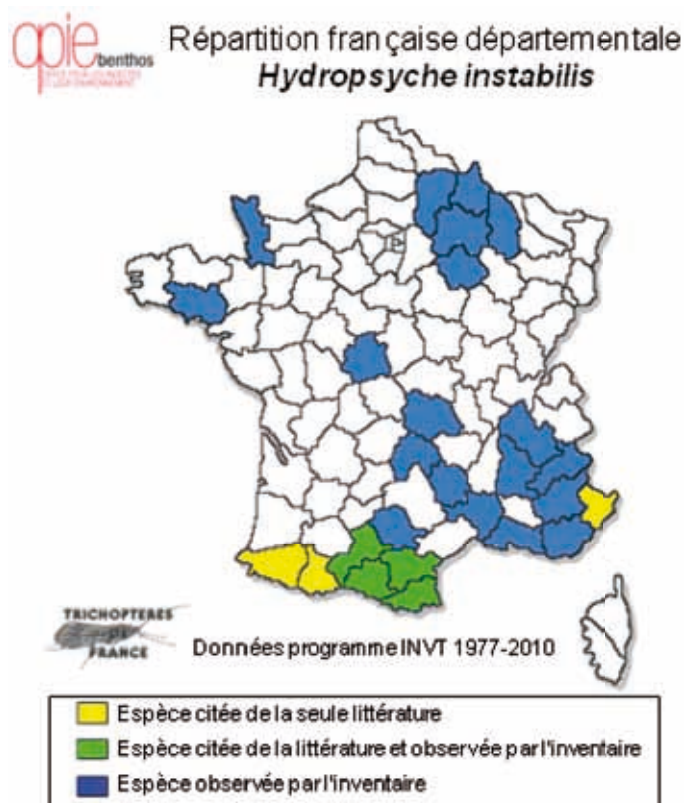 opie
/benthos
Répartition française départementale
Hydropsyche instabilis
TRICHOPTERES
DE
FRANCE
Données programme INVT 1977-2010
Espèce citée de la seule littérature
Espèce citée de la littérature et observée par l'inventaire
Espèce observée par l'inventaire